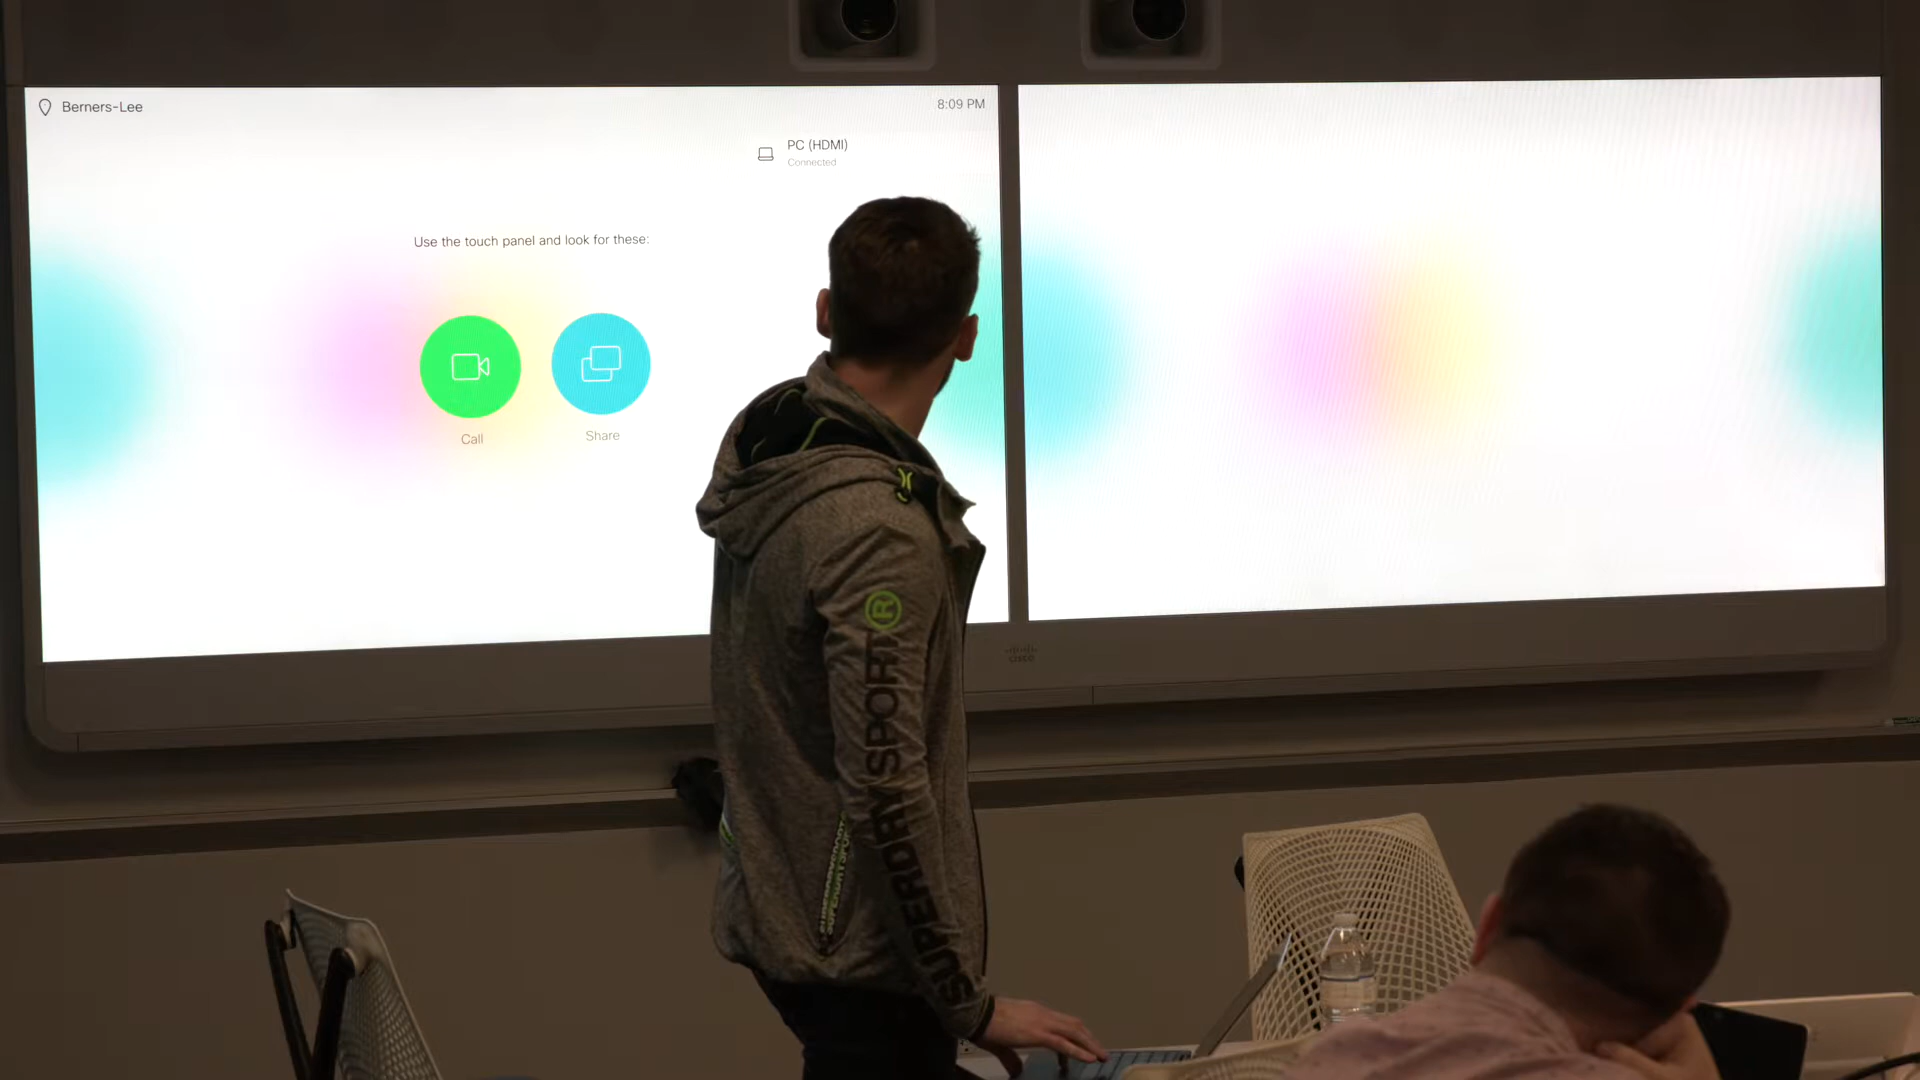 Berners-Lee
8:09 PM
PC (HDMI)
Connected
Use the touch panel and look for these:
Call
Share
cisco
SUPERDRY SPORT®